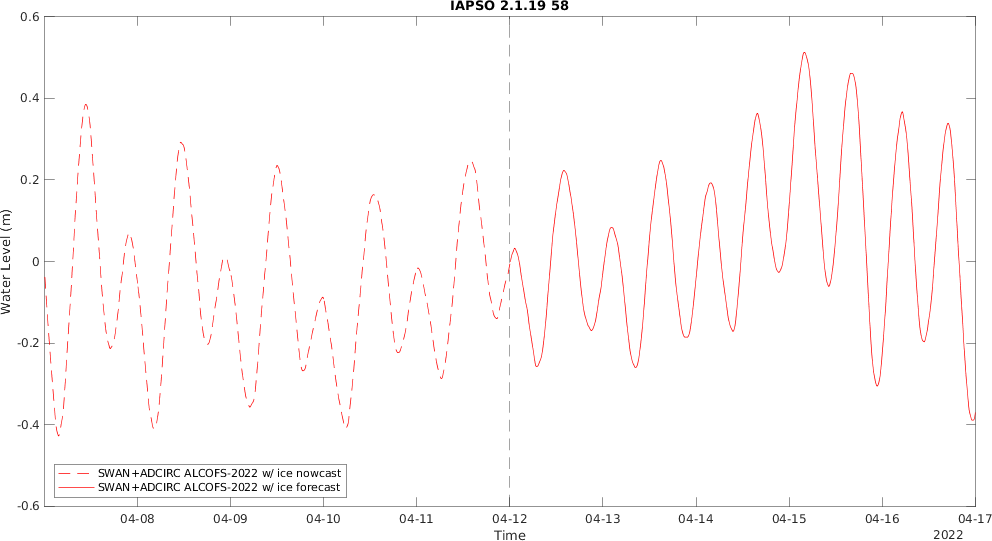 IAPSO 2.1.19 58
0.6
0.4
0.2
0
-0.2
-0.4
-0.6
Water Level (m)
SWAN+ADCIRC ALCOFS-2022 w/ ice nowcast
SWAN+ADCIRC ALCOFS-2022 w/ ice forecast
04-08 04-09 04-10 04-11 04-12 04-13 04-14 04-15 04-16 04-17
Time
2022